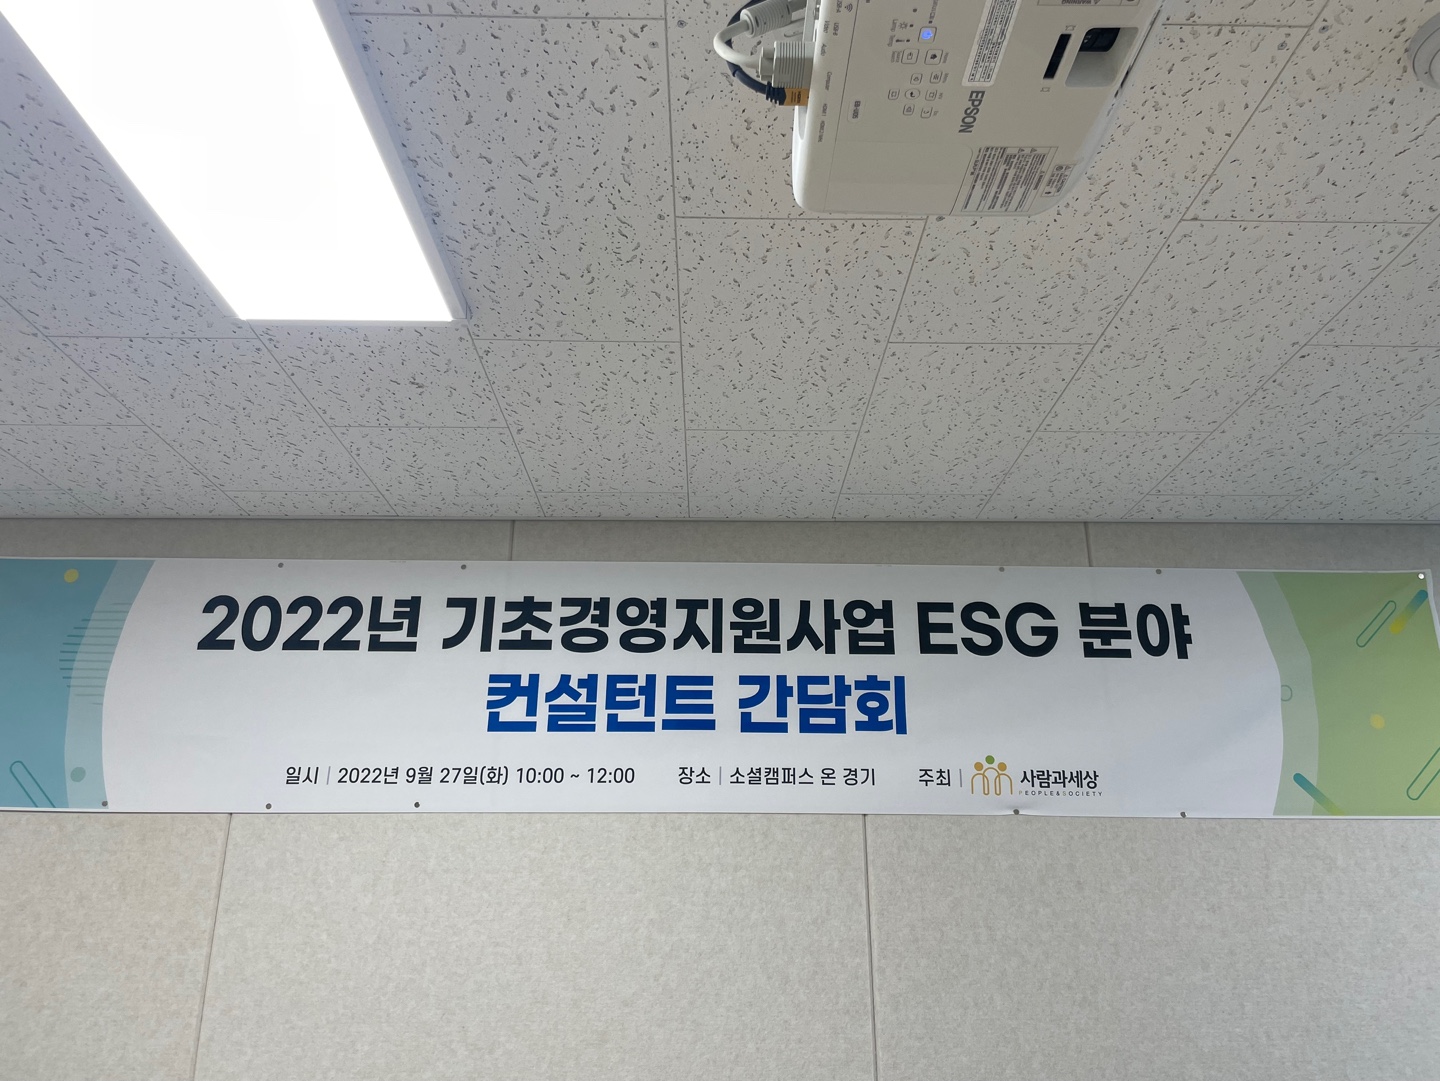 EPSON
2022년 기초경영지원사업 ESG 분야
컨설턴트 간담회
일시 | 2022년 9월 27일(화) 10:00 ~ 12:00 장소 | 소셜캠퍼스 온 경기 주최 | 사람과세상
PEOPLE&SOCIETY